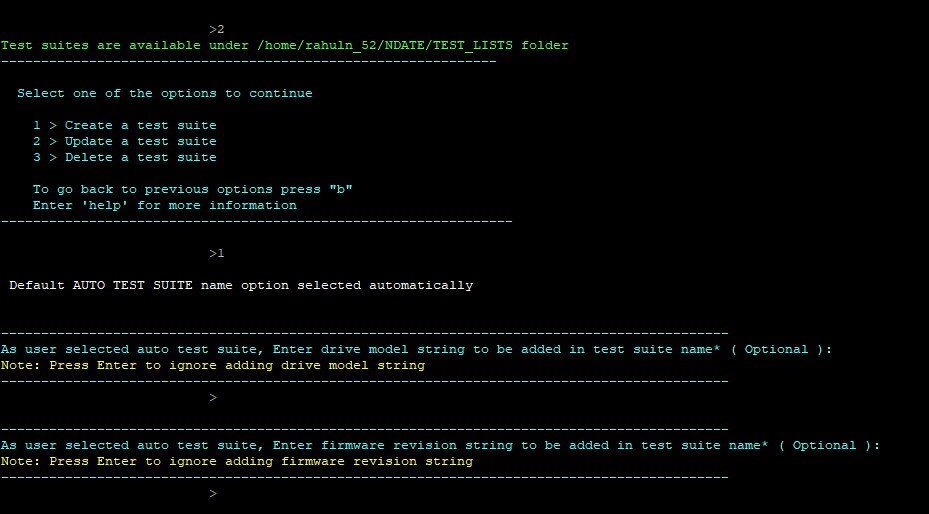 >2
Test suites are available under /home/rahuln_52/NDATE/TEST_LISTS folder
--------------------------------------------------------------
Select one of the options to continue
1 > Create a test suite
2 > Update a test suite
3 > Delete a test suite
To go back to previous options press "b"
Enter 'help' for more information
----------------------------------------------------------------
>1
Default AUTO TEST SUITE name option selected automatically
-------------------------------------------------------------------------------------------
As user selected auto test suite, Enter drive model string to be added in test suite name* ( Optional ):
Note: Press Enter to ignore adding drive model string
-------------------------------------------------------------------------------------------
>
-------------------------------------------------------------------------------------------
As user selected auto test suite, Enter firmware revision string to be added in test suite name* ( Optional ):
Note: Press Enter to ignore adding firmware revision string
-------------------------------------------------------------------------------------------
>